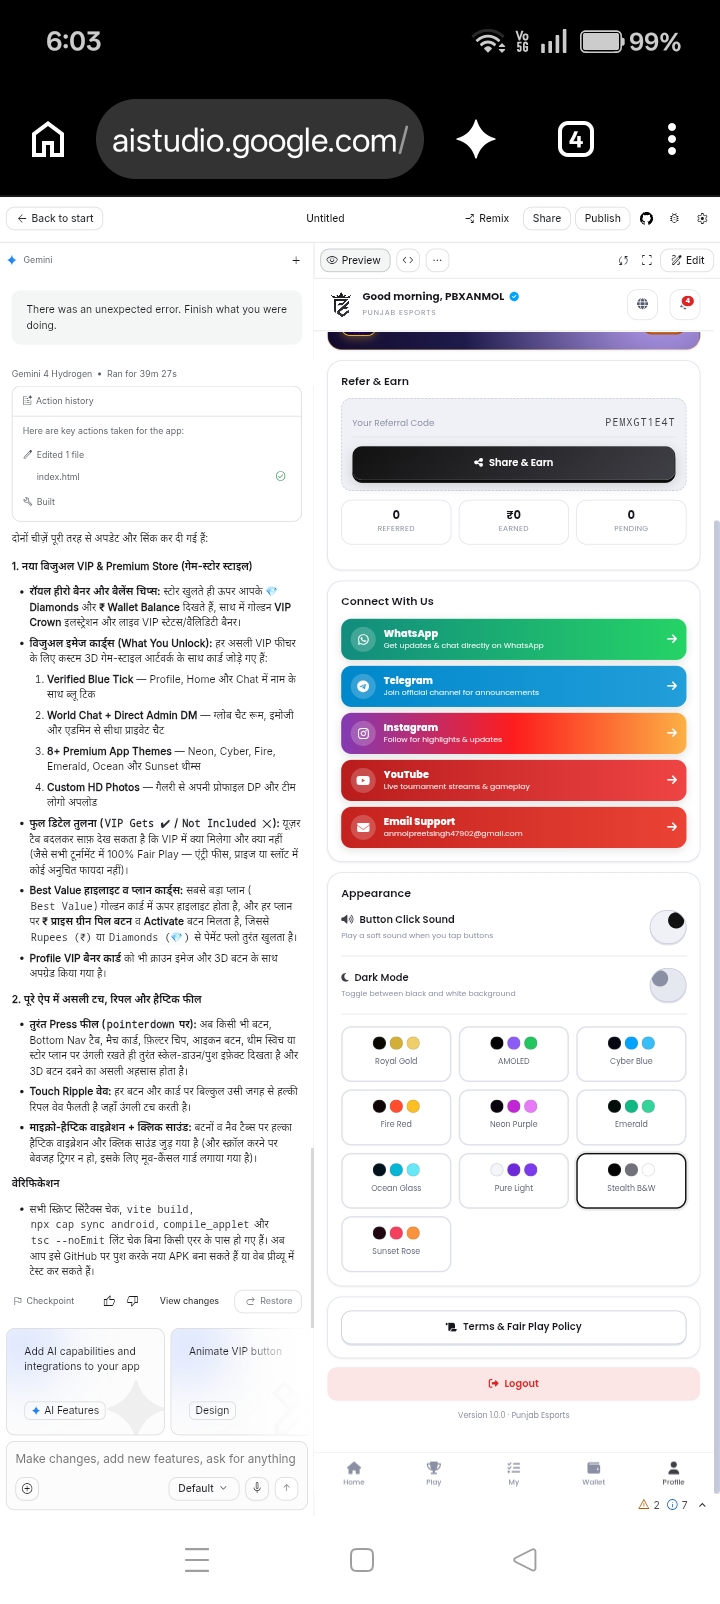 6:03
Vo 5G
99%
aistudio.google.com/
4
Back to start
Untitled
Remix
Share
Publish
Gemini
There was an unexpected error. Finish what you were
doing.
Gemini 4 Hydrogen • Ran for 39m 27s
Action history
Here are key actions taken for the app:
Edited 1 file
index.html
Built
दोनों चीज़ें पूरी तरह से अपडेट और सिंक कर दी गई हैं:
1. नया विजुअल VIP & Premium Store (गेम-स्टोर स्टाइल)
• रॉयल हीरो बैनर और बैलेंस चिप्स: स्टोर खुलते ही ऊपर आपके 💎
Diamonds और ₹ Wallet Balance दिखते हैं, साथ में गोल्डन VIP
Crown इलस्ट्रेशन और लाइव VIP स्टेटस/वैलिडिटी बैनर।
• विजुअल इमेज कार्ड्स (What You Unlock): हर असली VIP फीचर
के लिए कस्टम 3D गेम-स्टाइल आर्टवर्क के साथ कार्ड जोड़े गए हैं:
1. Verified Blue Tick — Profile, Home और Chat में नाम के
साथ ब्लू टिक
2. World Chat + Direct Admin DM — ग्लोब चैट रूम, इमोजी
और एडमिन से सीधा प्राइवेट चैट
3. 8+ Premium App Themes — Neon, Cyber, Fire,
Emerald, Ocean और Sunset थीम्स
4. Custom HD Photos — गैलरी से अपनी प्रोफाइल DP और टीम
लोगो अपलोड
• फुल डिटेल तुलना (VIP Gets ✔ / Not Included ✕): यूज़र
टैब बदलकर साफ़ देख सकता है कि VIP में क्या मिलेगा और क्या नहीं
(जैसे सभी टूर्नामेंट में 100% Fair Play — एंट्री फीस, प्राइज या स्लॉट में
कोई अनुचित फायदा नहीं)।
• Best Value हाइलाइट व प्लान कार्ड्स: सबसे बड़ा प्लान (
Best Value) गोल्डन कार्ड में ऊपर हाइलाइट होता है, और हर प्लान
पर ₹ प्राइस ग्रीन पिल बटन व Activate बटन मिलता है, जिससे
Rupees (₹) या Diamonds (💎) से पेमेंट फ्लो तुरंत खुलता है।
• Profile VIP बैनर कार्ड को भी क्राउन इमेज और 3D बटन के साथ
अपग्रेड किया गया है।
2. पूरे ऐप में असली टच, रिपल और हैप्टिक फील
• तुरंत Press फील (pointerdown पर): अब किसी भी बटन,
Bottom Nav टैब, मैच कार्ड, फ़िल्टर चिप, आइकन बटन, थीम स्विच या
स्टोर प्लान पर उंगली रखते ही तुरंत स्केल-डाउन/पुश इफ़ेक्ट दिखता है और
3D बटन दबने का असली अहसास होता है।
• Touch Ripple वेव: हर बटन और कार्ड पर बिल्कुल उसी जगह से हल्की
रिपल वेव फैलती है जहाँ उंगली टच करती है।
• माइक्रो-हैप्टिक वाइब्रेशन + क्लिक साउंड: बटनों व नैव टैब्स पर हल्का
हैप्टिक वाइब्रेशन और क्लिक साउंड जुड़ गया है (और स्क्रॉल करने पर
बेवजह ट्रिगर न हो, इसके लिए मूव-कैंसल गार्ड लगाया गया है)।
वेरिफिकेशन
• सभी स्क्रिप्ट सिंटैक्स चेक, vite build,
npx cap sync android, compile_applet और
tsc --noEmit लिंट चेक बिना किसी एरर के पास हो गए हैं। अब
आप इसे GitHub पर पुश करके नया APK बना सकते हैं या वेब प्रीव्यू में
टेस्ट कर सकते हैं।
Checkpoint
View changes
Restore
Add AI capabilities and
integrations to your app
AI Features
Animate VIP button
Design
Make changes, add new features, ask for anything
Default
Preview
Edit
Good morning, PBXANMOL
PUNJAB ESPORTS
4
Refer & Earn
Your Referral Code
PEMXGT1E4T
Share & Earn
0
REFERRED
₹0
EARNED
0
PENDING
Connect With Us
WhatsApp
Get updates & chat directly on WhatsApp
Telegram
Join official channel for announcements
Instagram
Follow for highlights & updates
YouTube
Live tournament streams & gameplay
Email Support
anmolpreetsingh47902@gmail.com
Appearance
Button Click Sound
Play a soft sound when you tap buttons
Dark Mode
Toggle between black and white background
Royal Gold
AMOLED
Cyber Blue
Fire Red
Neon Purple
Emerald
Ocean Glass
Pure Light
Stealth B&W
Sunset Rose
Terms & Fair Play Policy
Logout
Version 1.0.0 · Punjab Esports
Home
Play
My
Wallet
Profile
2
7